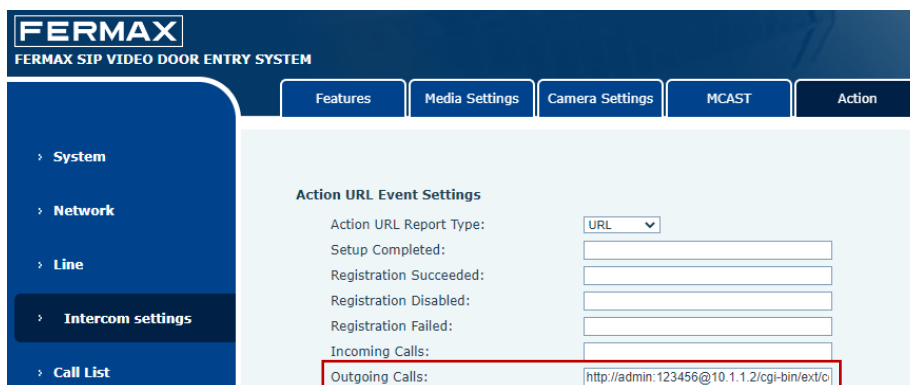 FERMAX
FERMAX SIP VIDEO DOOR ENTRY SYSTEM
Features
Media Settings
Camera Settings
MCAST
Action
› System
› Network
› Line
› Intercom settings
› Call List
Action URL Event Settings
Action URL Report Type: URL
Setup Completed:
Registration Succeeded:
Registration Disabled:
Registration Failed:
Incoming Calls:
Outgoing Calls: http://admin:123456@10.1.1.2/cgi-bin/ext/c